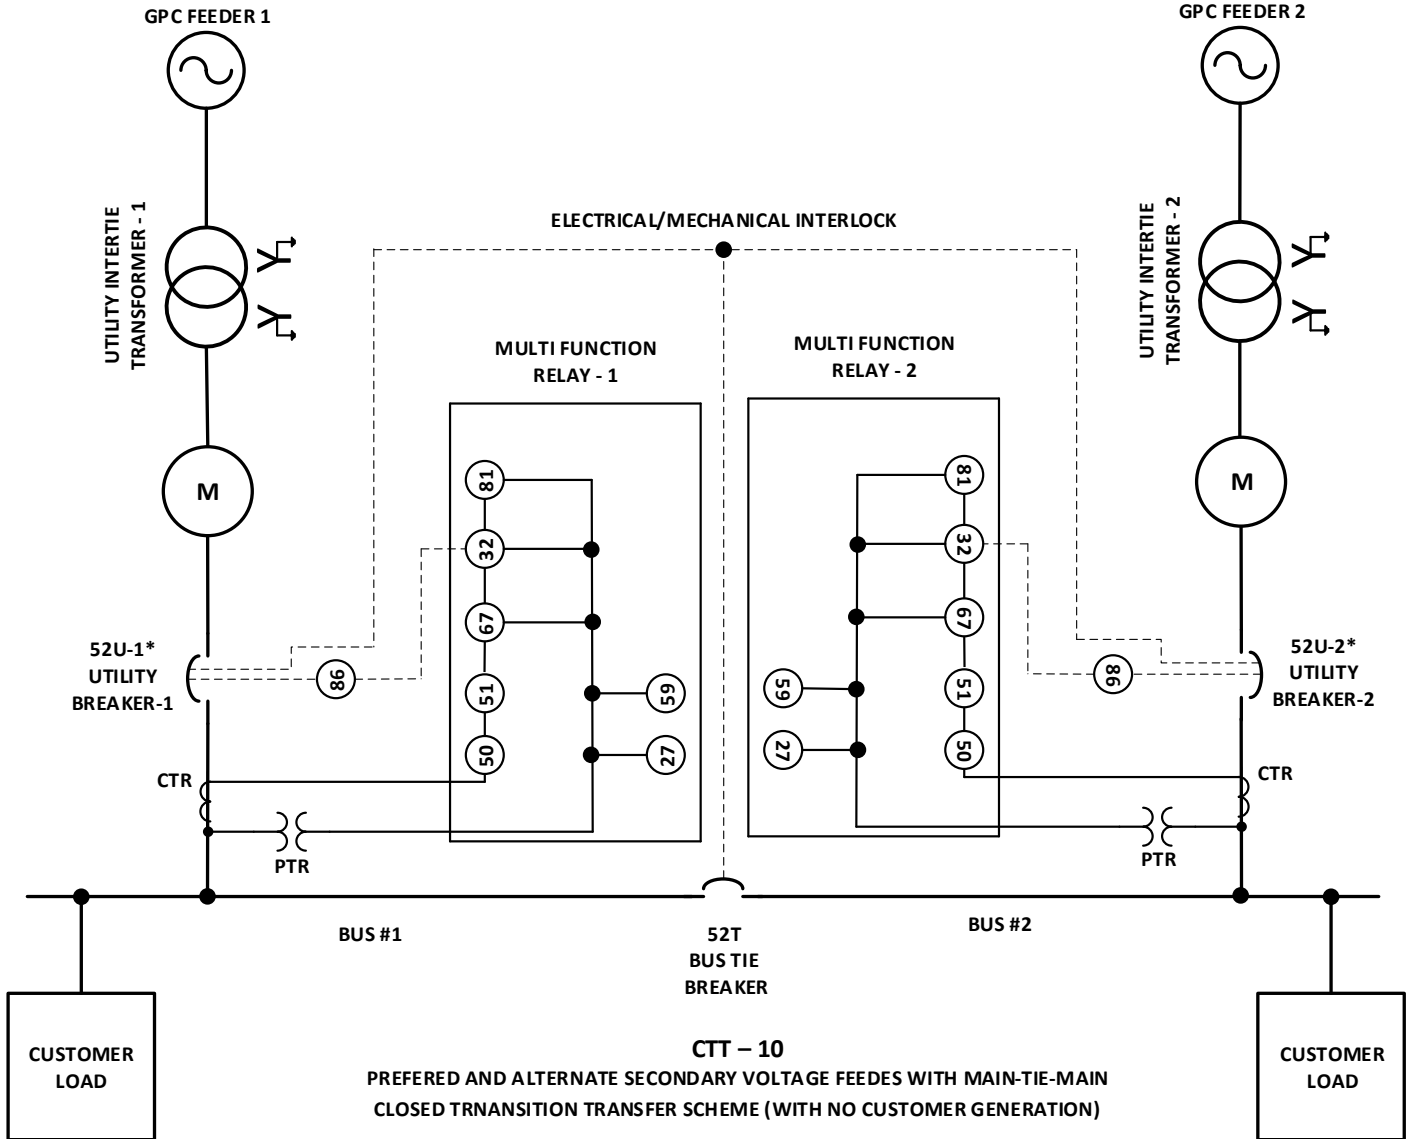 GPC FEEDER 1
GPC FEEDER 2
UTILITY INTERTIE
TRANSFORMER - 1
ELECTRICAL/MECHANICAL INTERLOCK
UTILITY INTERTIE
TRANSFORMER - 2
MULTI FUNCTION
RELAY - 1
MULTI FUNCTION
RELAY - 2
M
M
81
32
67
51
50
59
27
81
32
67
51
50
59
27
52U-1*
UTILITY
BREAKER-1
86
86
52U-2*
UTILITY
BREAKER-2
CTR
PTR
CTR
PTR
BUS #1
52T
BUS TIE
BREAKER
BUS #2
CUSTOMER
LOAD
CUSTOMER
LOAD
CTT – 10
PREFERED AND ALTERNATE SECONDARY VOLTAGE FEEDES WITH MAIN-TIE-MAIN
CLOSED TRNANSITION TRANSFER SCHEME (WITH NO CUSTOMER GENERATION)